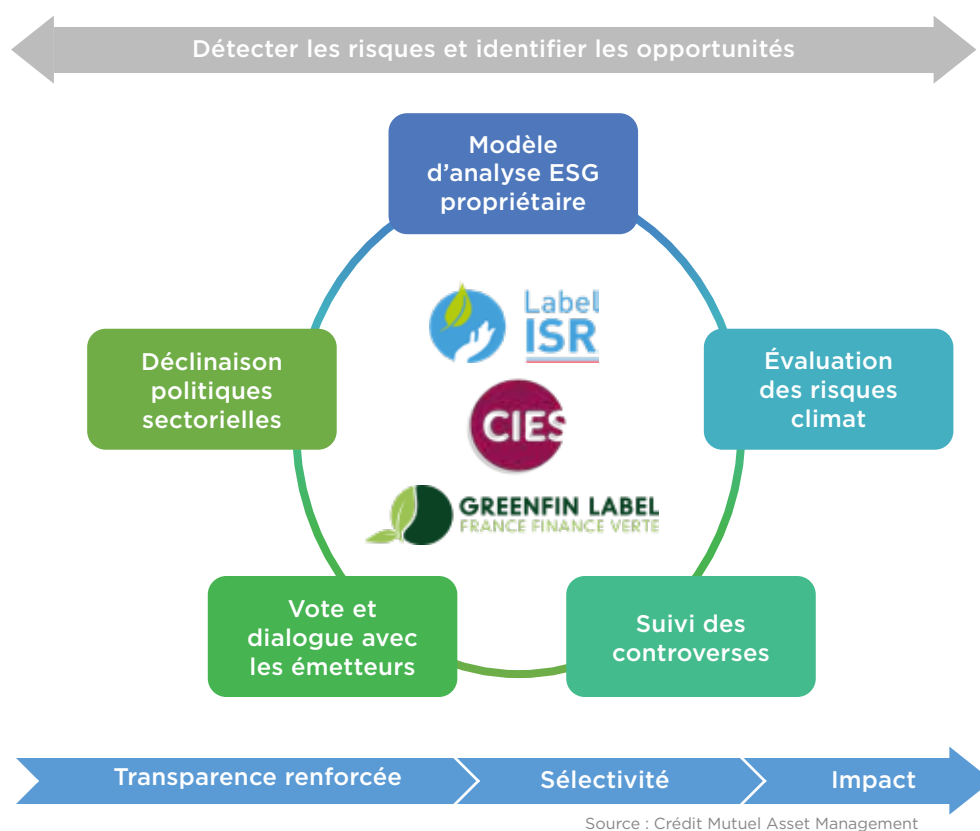 Détecter les risques et identifier les opportunités
Modèle
d'analyse ESG
propriétaire
Label
ISR
Déclinaison
politiques
sectorielles
Évaluation
des risques
climat
CIES
GREENFIN LABEL
FRANCE FINANCE VERTE
Vote et
dialogue avec
les émetteurs
Suivi des
controverses
Transparence renforcée
Sélectivité
Impact
Source : Crédit Mutuel Asset Management